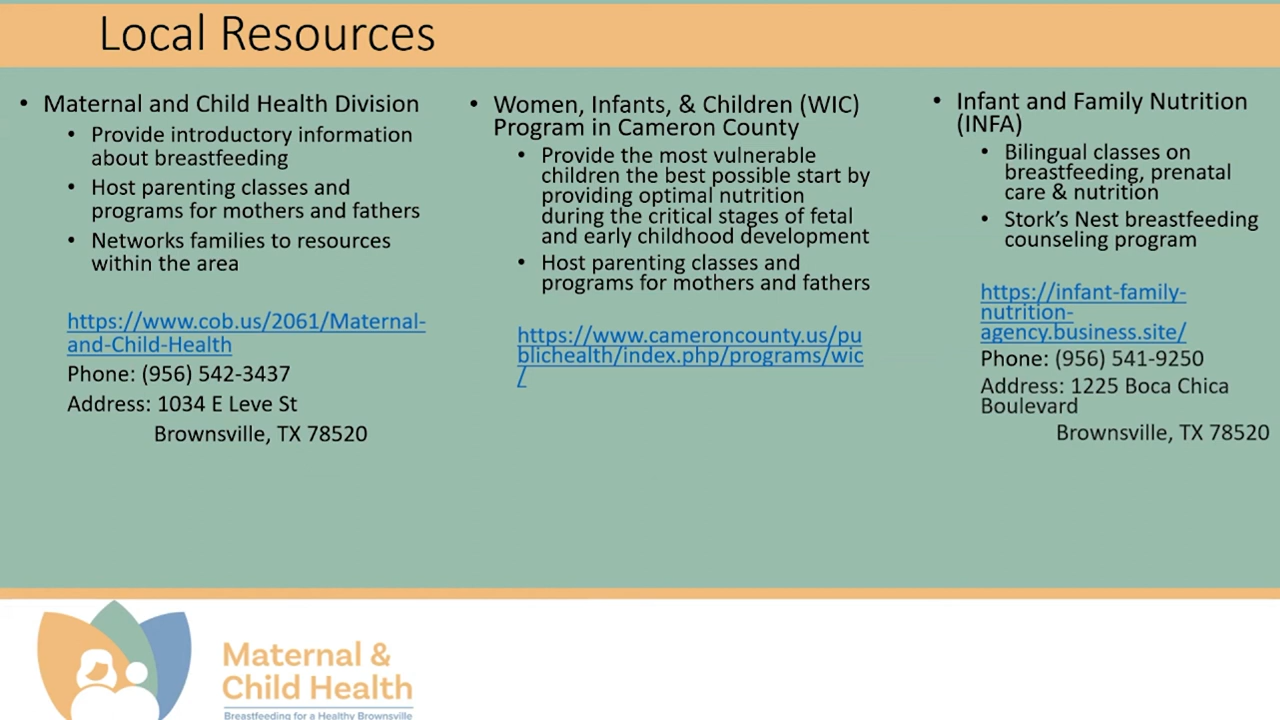 Local Resources
• Maternal and Child Health Division
• Provide introductory information
about breastfeeding
• Host parenting classes and
programs for mothers and fathers
• Networks families to resources
within the area
https://www.cob.us/2061/Maternal-
and-Child-Health
Phone: (956) 542-3437
Address: 1034 E Leve St
Brownsville, TX 78520
• Women, Infants, & Children (WIC)
Program in Cameron County
• Provide the most vulnerable
children the best possible start by
providing optimal nutrition
during the critical stages of fetal
and early childhood development
• Host parenting classes and
programs for mothers and fathers
https://www.cameroncounty.us/pu
blichealth/index.php/programs/wic
/
• Infant and Family Nutrition
(INFA)
• Bilingual classes on
breastfeeding, prenatal
care & nutrition
• Stork's Nest breastfeeding
counseling program
https://infant-family-
nutrition-
agency.business.site/
Phone: (956) 541-9250
Address: 1225 Boca Chica
Boulevard
Brownsville, TX 78520
Maternal &
Child Health
Breastfeeding for a Healthy Brownsville